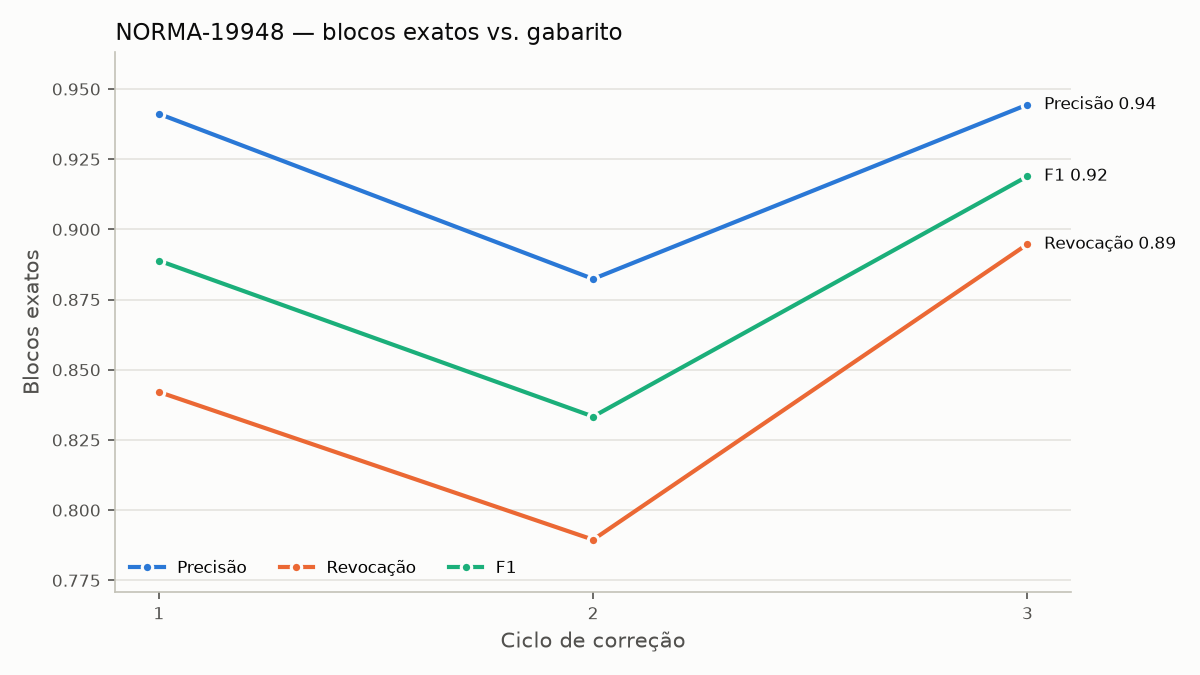 NORMA-19948 — blocos exatos vs. gabarito
Blocos exatos
0.950
0.925
0.900
0.875
0.850
0.825
0.800
0.775
Precisão 0.94
F1 0.92
Revocação 0.89
Precisão
Revocação
F1
1
2
3
Ciclo de correção